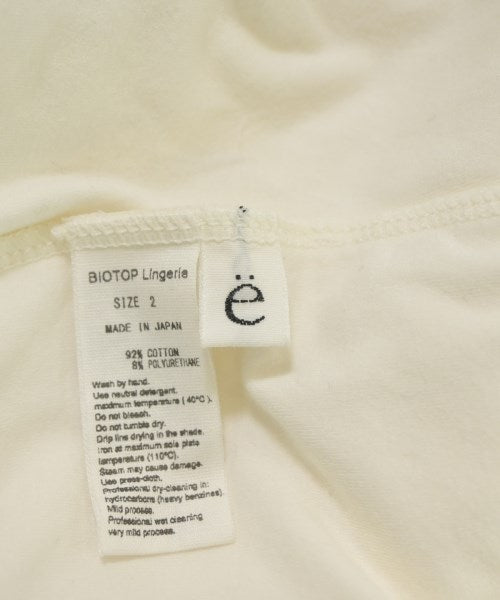 BIOTOP Lingerie
SIZE 2
MADE IN JAPAN
92% COTTON
8% POLYURETHANE
Wash by hand.
Use neutral detergent.
maximum temperature ( 40°C ).
Do not bleach.
Do not tumble dry.
Drip line drying in the shade.
Iron at maximum sole plate
temperature (110°C).
Steam may cause damage.
Use press-cloth.
Professional dry-cleaning in:
hydrocarbons (heavy benzines).
Mild process.
Professional wet cleaning
Very mild process.
ë